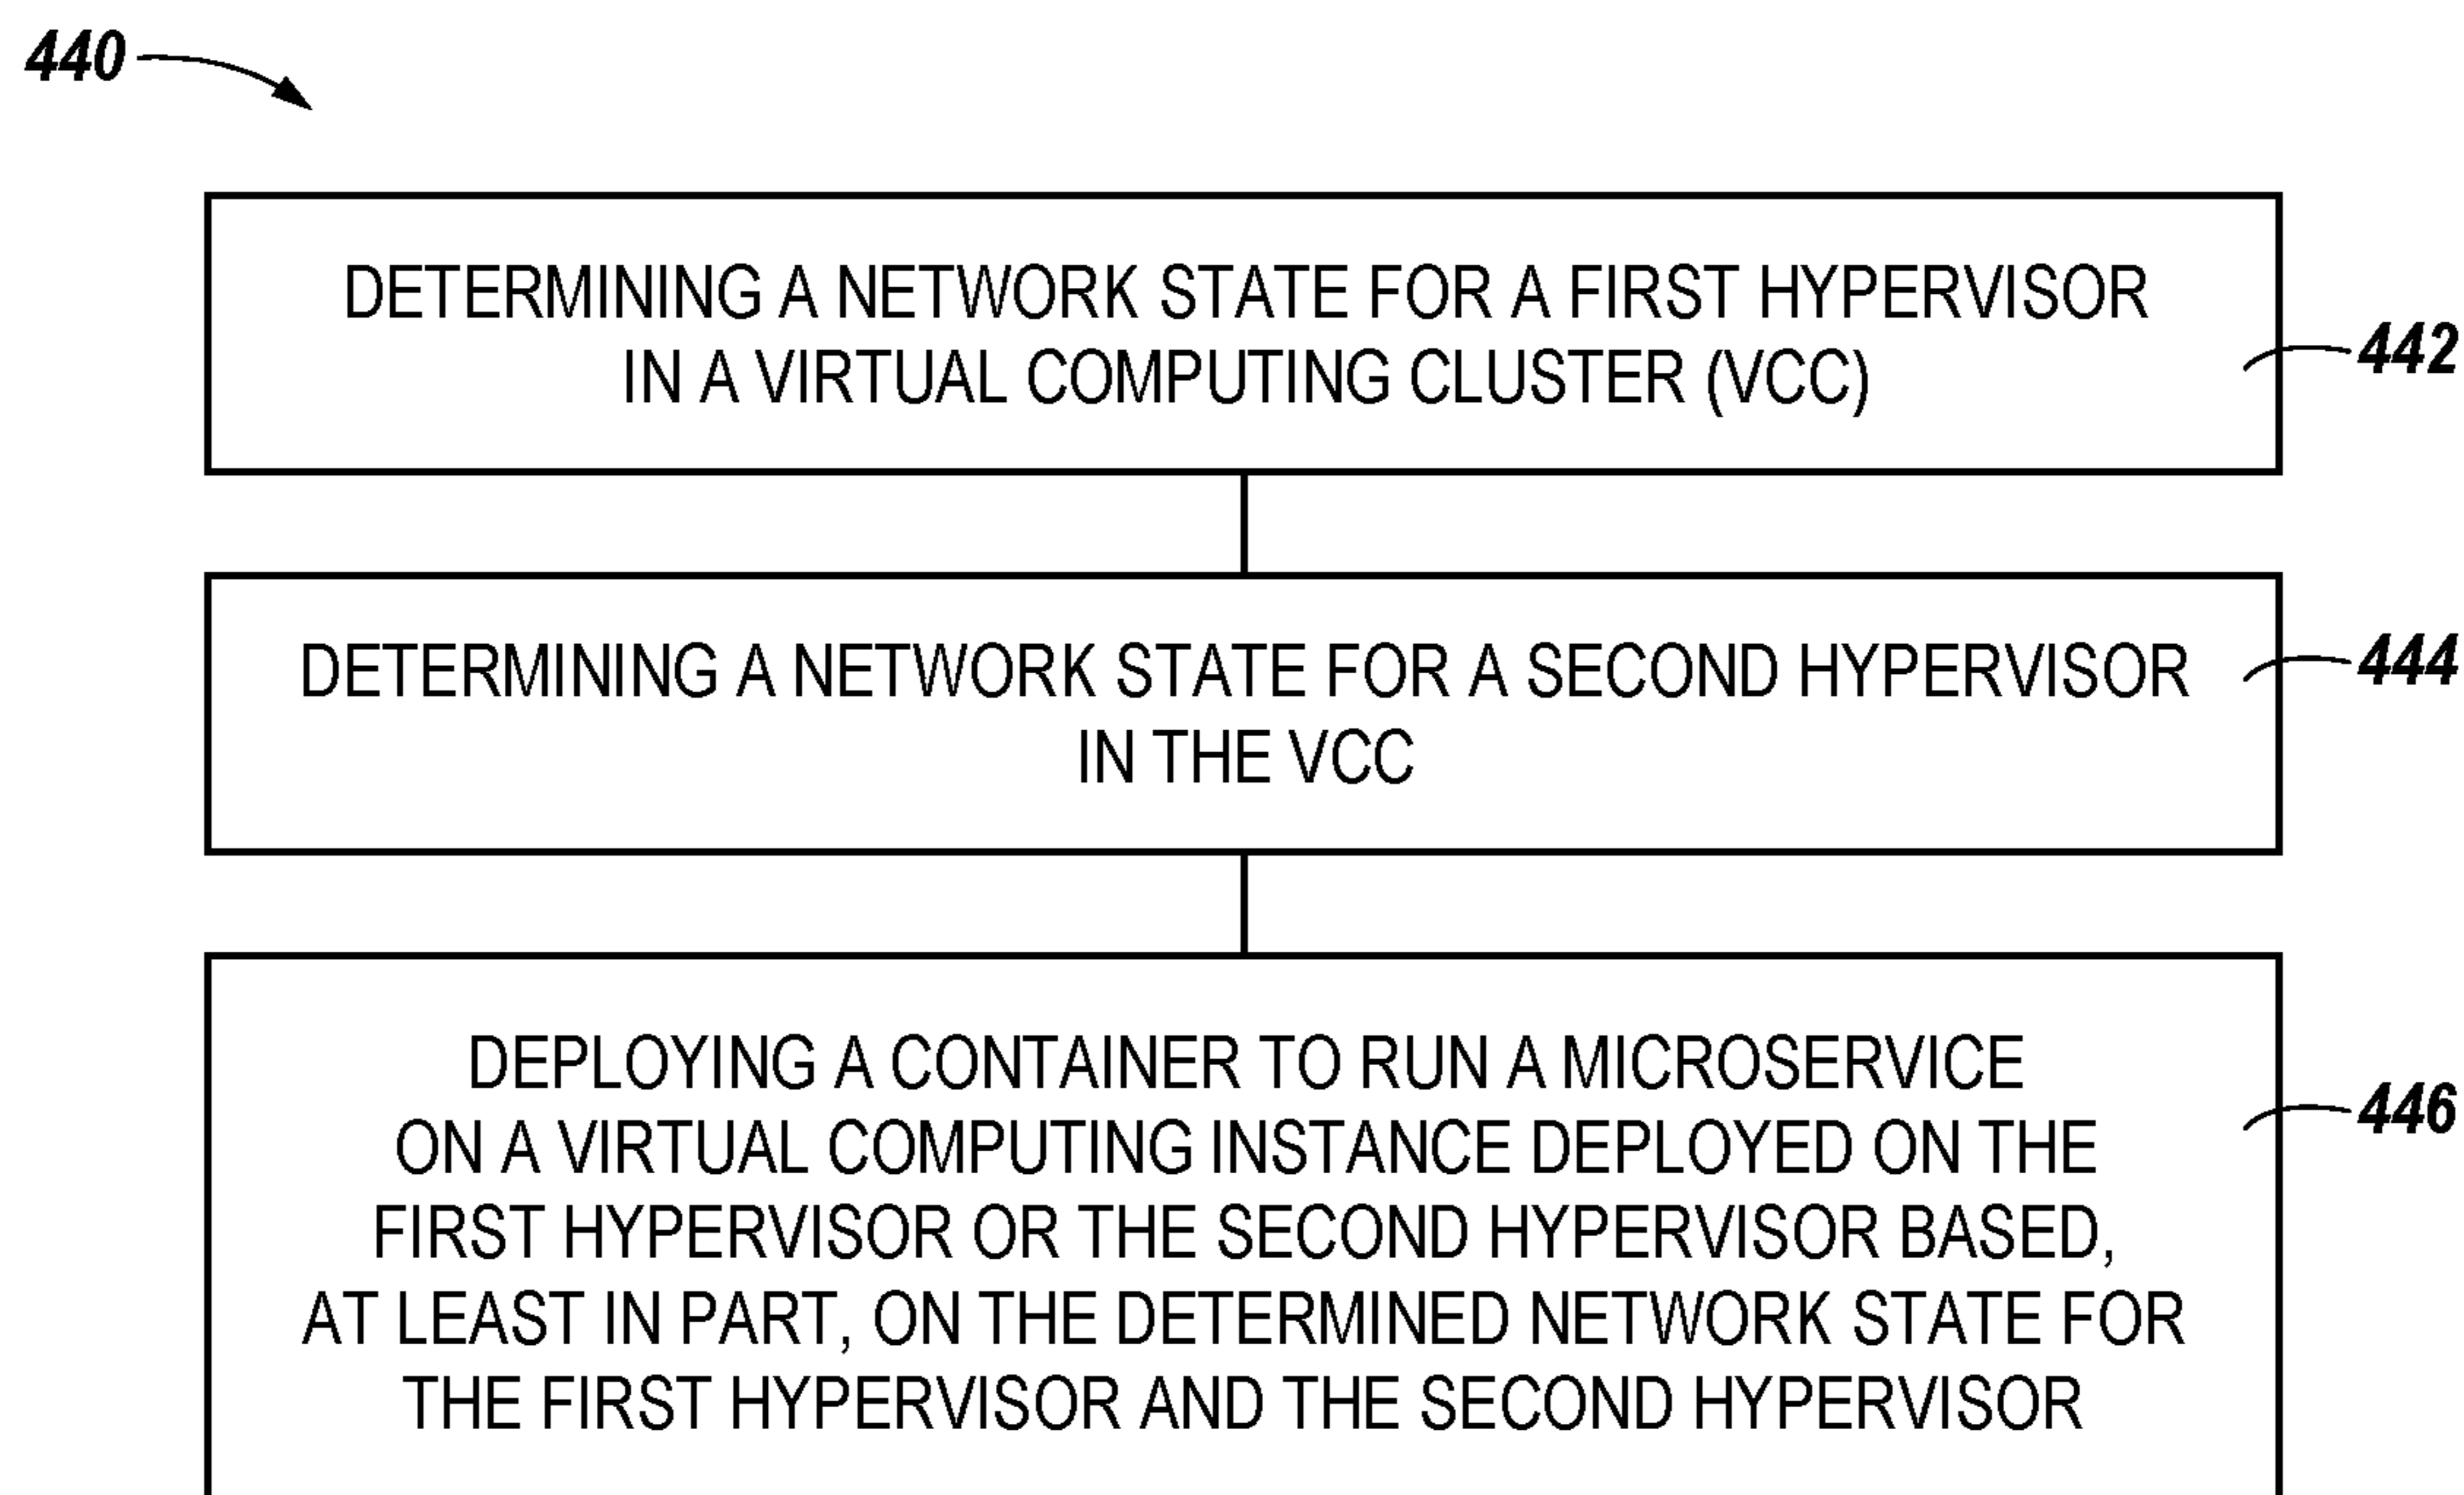 440
DETERMINING A NETWORK STATE FOR A FIRST HYPERVISOR
IN A VIRTUAL COMPUTING CLUSTER (VCC)
442
DETERMINING A NETWORK STATE FOR A SECOND HYPERVISOR
IN THE VCC
444
DEPLOYING A CONTAINER TO RUN A MICROSERVICE
ON A VIRTUAL COMPUTING INSTANCE DEPLOYED ON THE
FIRST HYPERVISOR OR THE SECOND HYPERVISOR BASED,
AT LEAST IN PART, ON THE DETERMINED NETWORK STATE FOR
THE FIRST HYPERVISOR AND THE SECOND HYPERVISOR
446